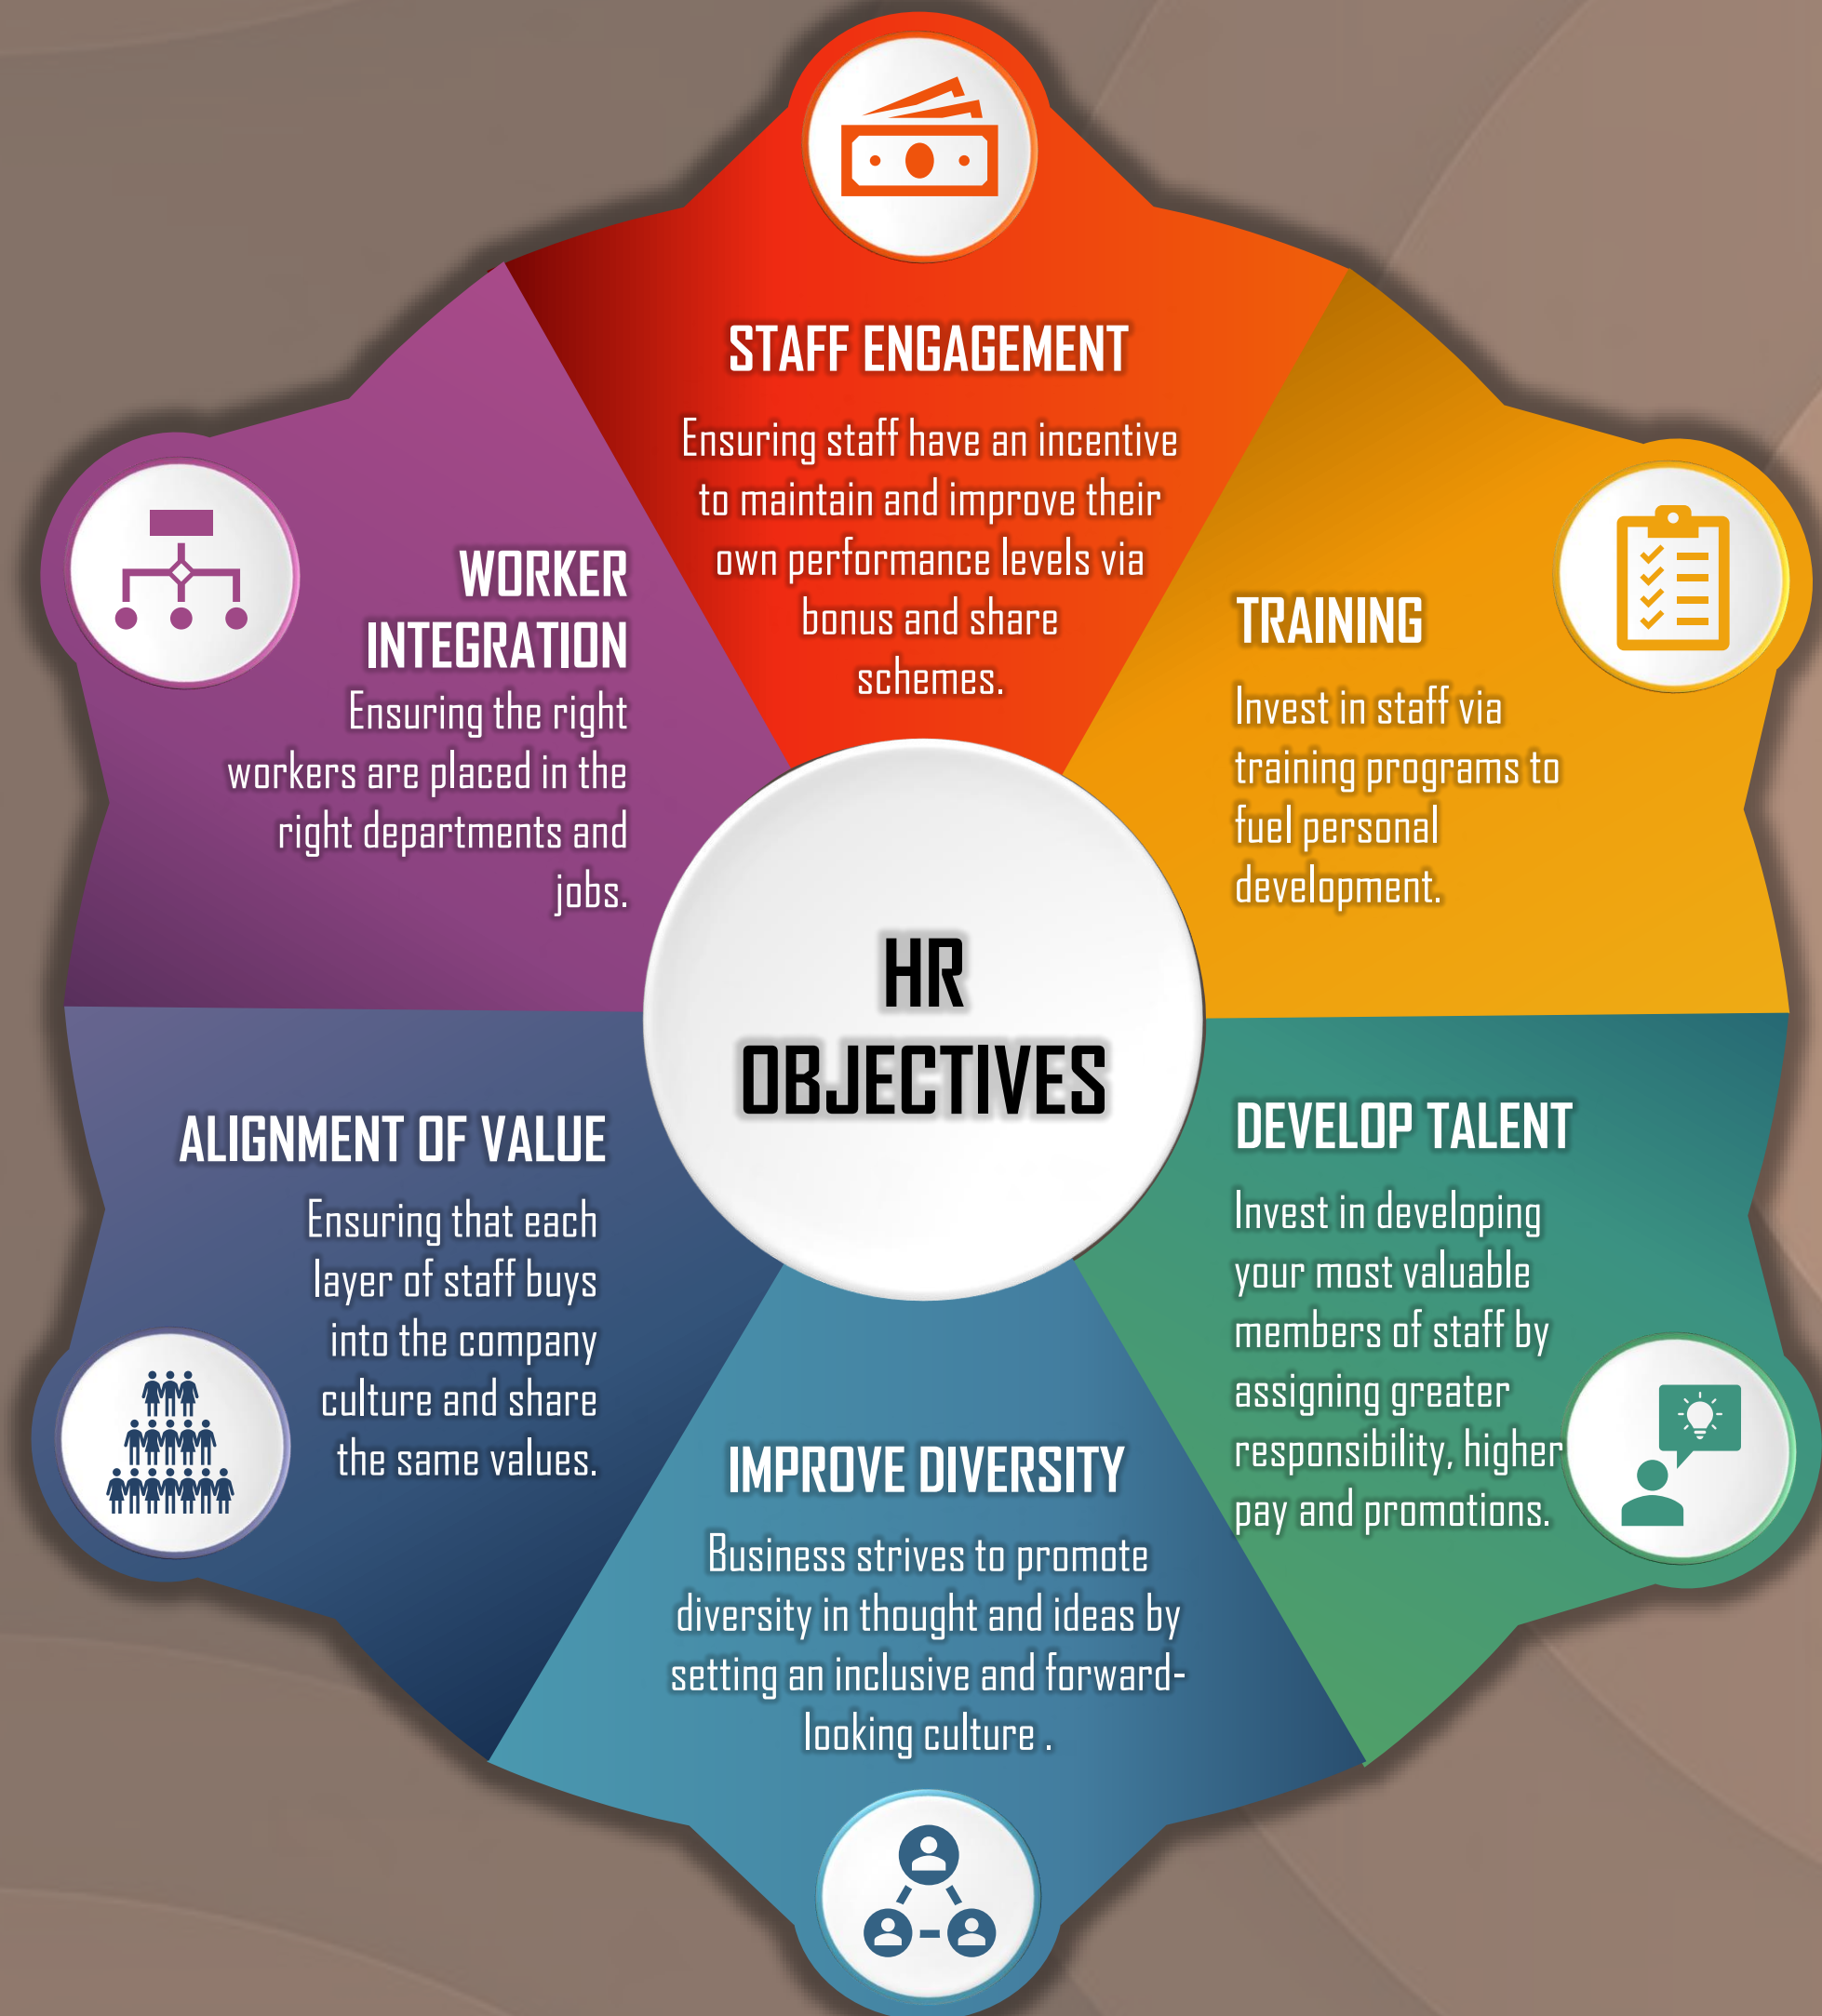 STAFF ENGAGEMENT
Ensuring staff have an incentive
to maintain and improve their
own performance levels via
bonus and share
schemes.
TRAINING
Invest in staff via
training programs to
fuel personal
development.
DEVELOP TALENT
Invest in developing
your most valuable
members of staff by
assigning greater
responsibility, higher
pay and promotions.
IMPROVE DIVERSITY
Business strives to promote
diversity in thought and ideas by
setting an inclusive and forward-
looking culture .
ALIGNMENT OF VALUE
Ensuring that each
layer of staff buys
into the company
culture and share
the same values.
WORKER
INTEGRATION
Ensuring the right
workers are placed in the
right departments and
jobs.
HR
OBJECTIVES